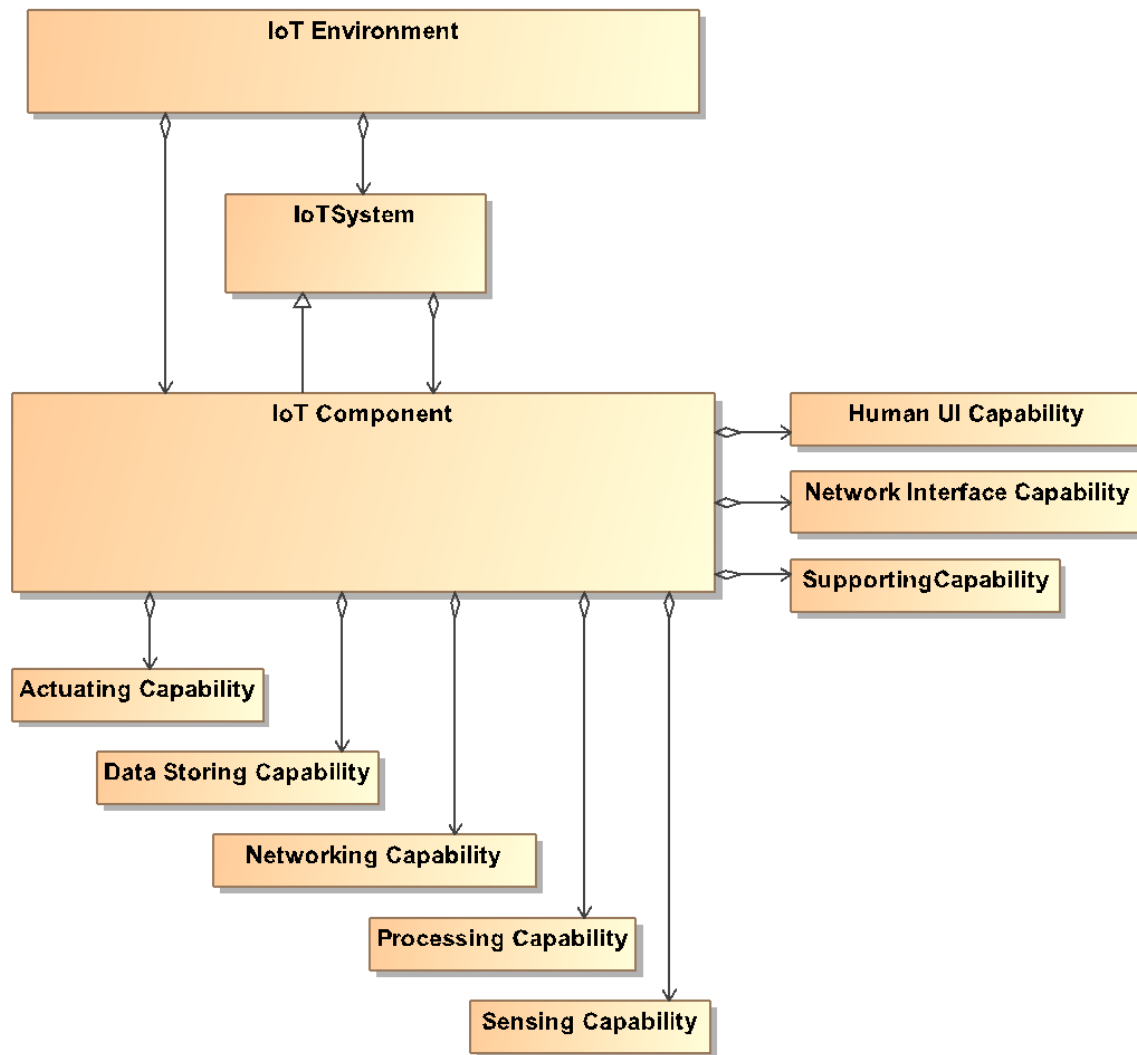 IoT Environment
IoTSystem
IoT Component
Human UI Capability
Network Interface Capability
SupportingCapability
Actuating Capability
Data Storing Capability
Networking Capability
Processing Capability
Sensing Capability